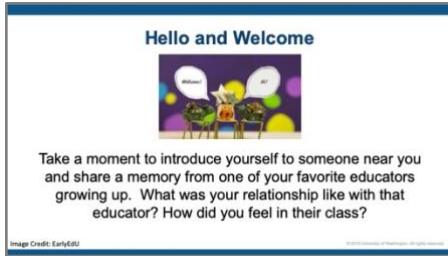 Hello and Welcome
Welcome!
Hi!
Take a moment to introduce yourself to someone near you
and share a memory from one of your favorite educators
growing up. What was your relationship like with that
educator? How did you feel in their class?
Image Credit: EarlyEdU